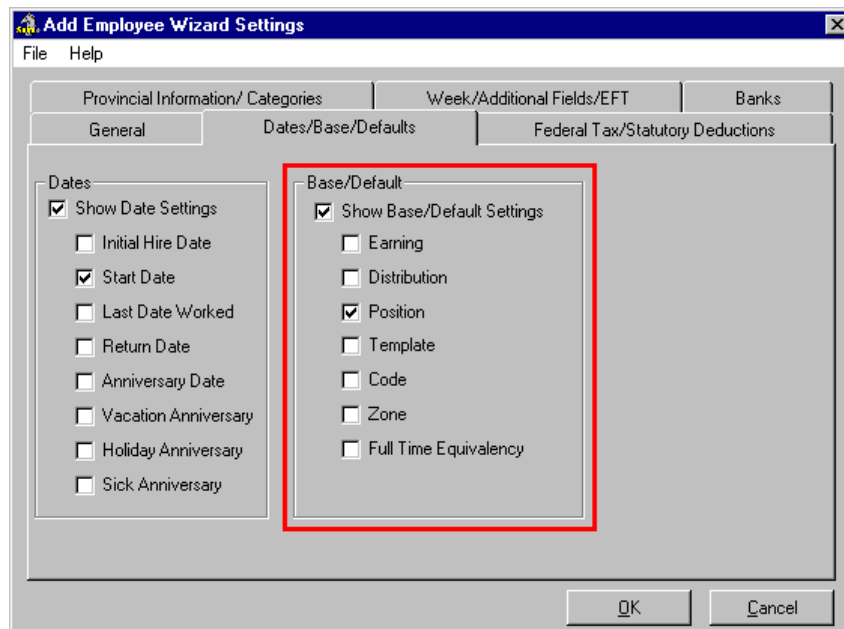 Add Employee Wizard Settings
File Help
Provincial Information/ Categories Week/Additional Fields/EFT Banks
General Dates/Base/Defaults Federal Tax/Statutory Deductions
Dates
Show Date Settings
Initial Hire Date
Start Date
Last Date Worked
Return Date
Anniversary Date
Vacation Anniversary
Holiday Anniversary
Sick Anniversary
Base/Default
Show Base/Default Settings
Earning
Distribution
Position
Template
Code
Zone
Full Time Equivalency
OK Cancel